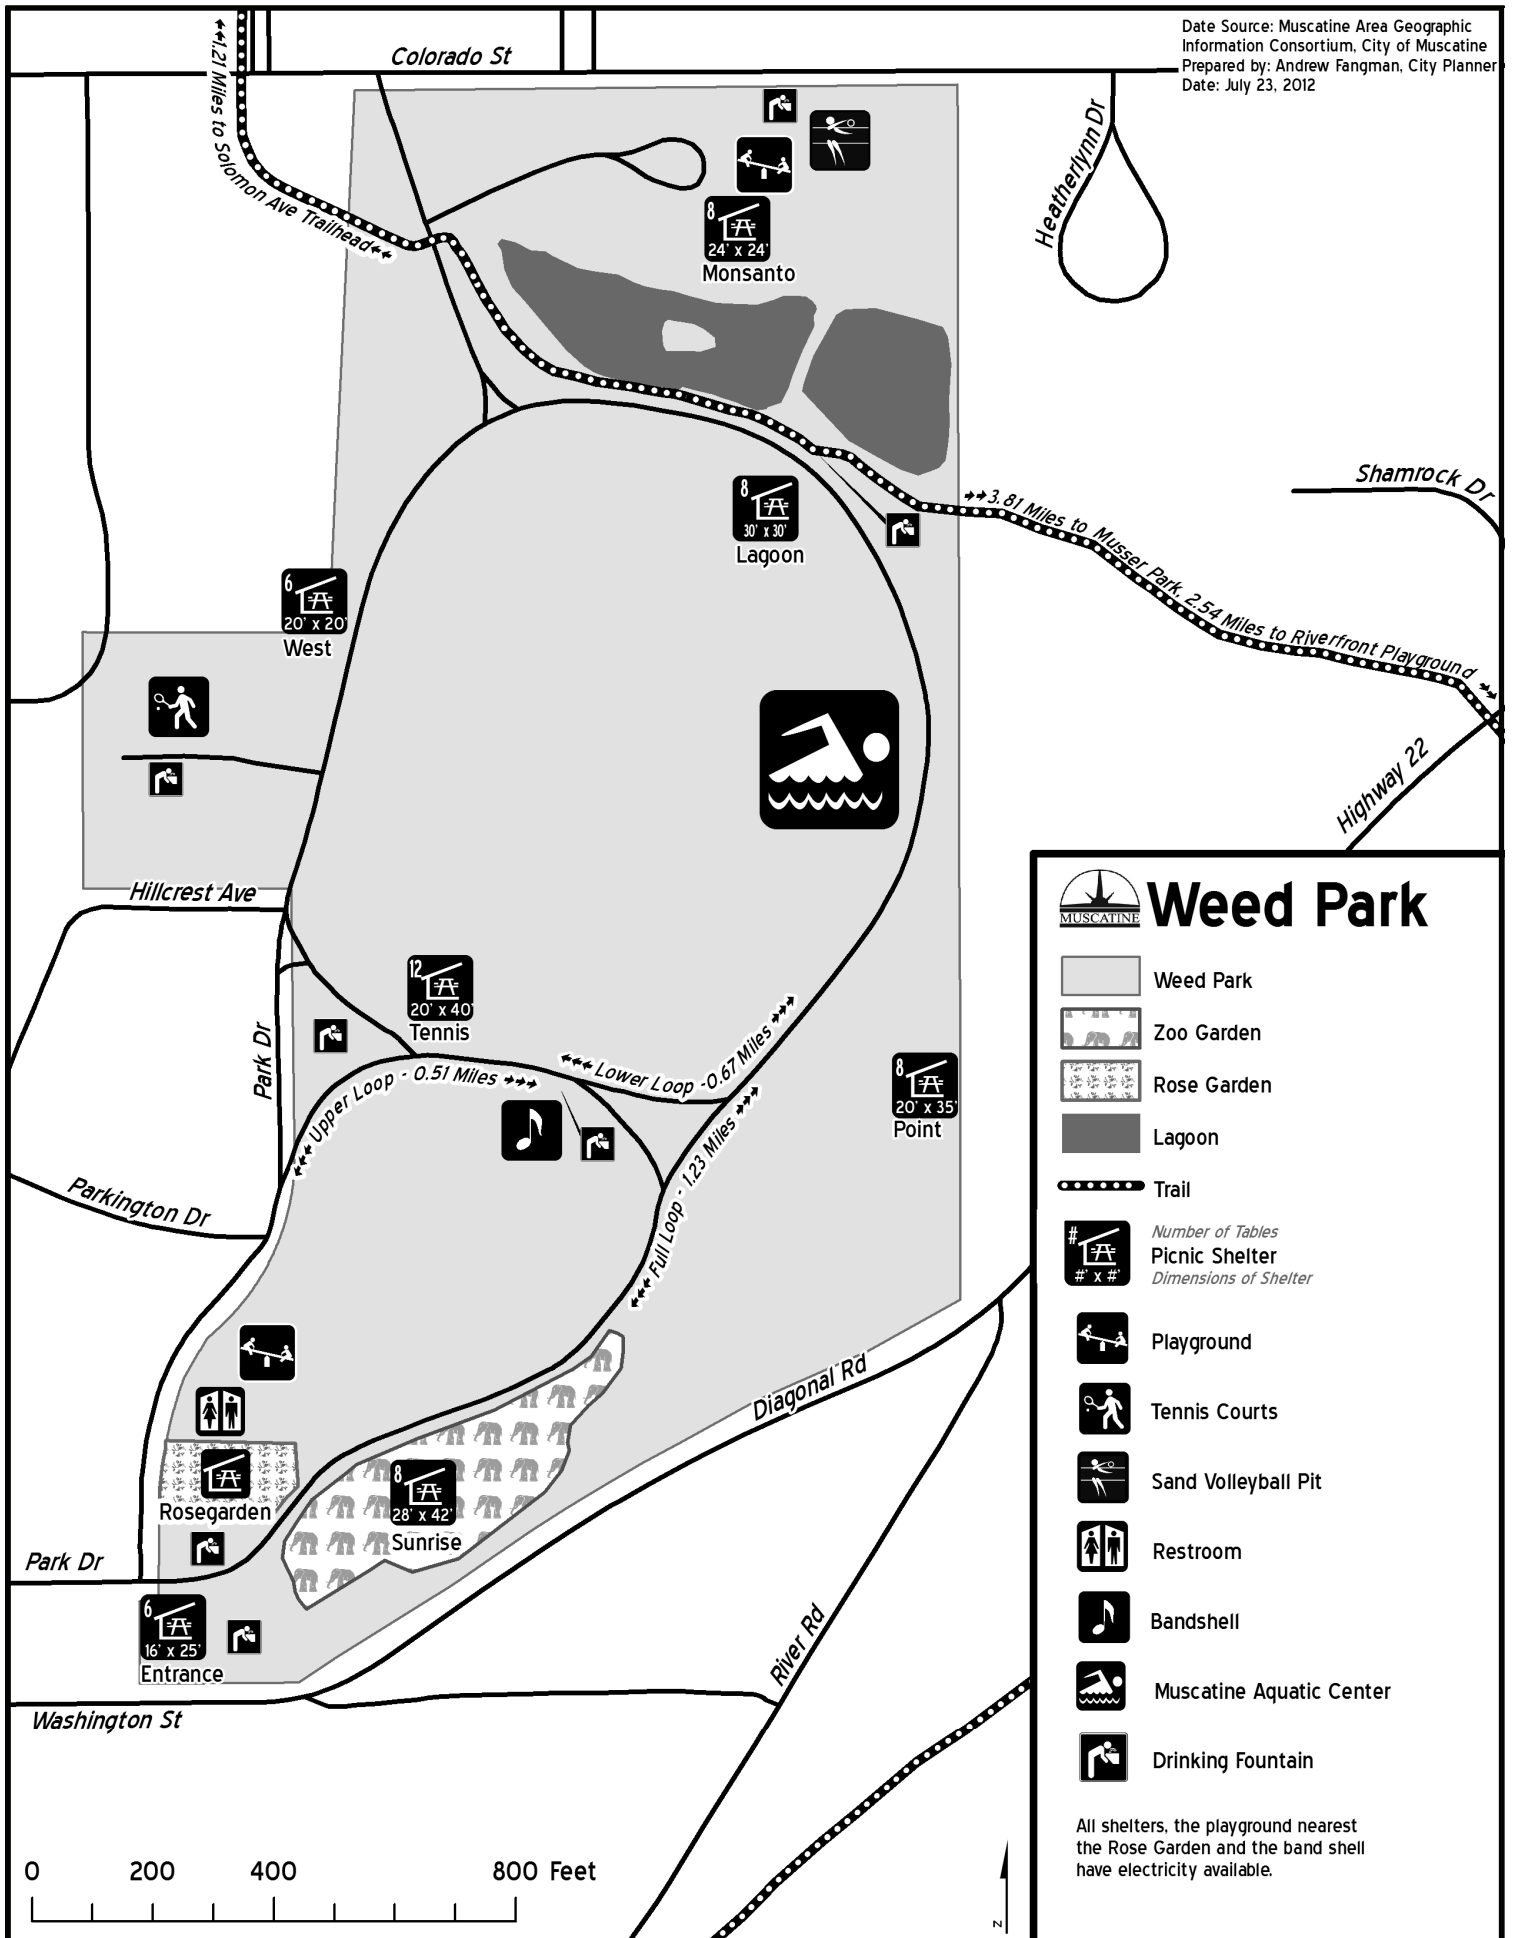 Date Source: Muscatine Area Geographic
Information Consortium, City of Muscatine
Prepared by: Andrew Fangman, City Planner
Date: July 23, 2012
Colorado St
1.21 Miles to Solomon Ave Trailhead
Heatherlynn Dr
8
24' x 24'
Monsanto
Shamrock Dr
3.81 Miles to Musser Park, 2.54 Miles to Riverfront Playground
8
30' x 30'
Lagoon
6
20' x 20'
West
Highway 22
Hillcrest Ave
12
20' x 40'
Tennis
Park Dr
Upper Loop - 0.51 Miles
Lower Loop -0.67 Miles
Full Loop - 1.23 Miles
8
20' x 35'
Point
Parkington Dr
Diagonal Rd
Rosegarden
8
28' x 42'
Sunrise
Park Dr
6
16' x 25'
Entrance
River Rd
Washington St
0 200 400 800 Feet
z
MUSCATINE
Weed Park
Weed Park
Zoo Garden
Rose Garden
Lagoon
Trail
#
#' x #'
Number of Tables
Picnic Shelter
Dimensions of Shelter
Playground
Tennis Courts
Sand Volleyball Pit
Restroom
Bandshell
Muscatine Aquatic Center
Drinking Fountain
All shelters, the playground nearest
the Rose Garden and the band shell
have electricity available.